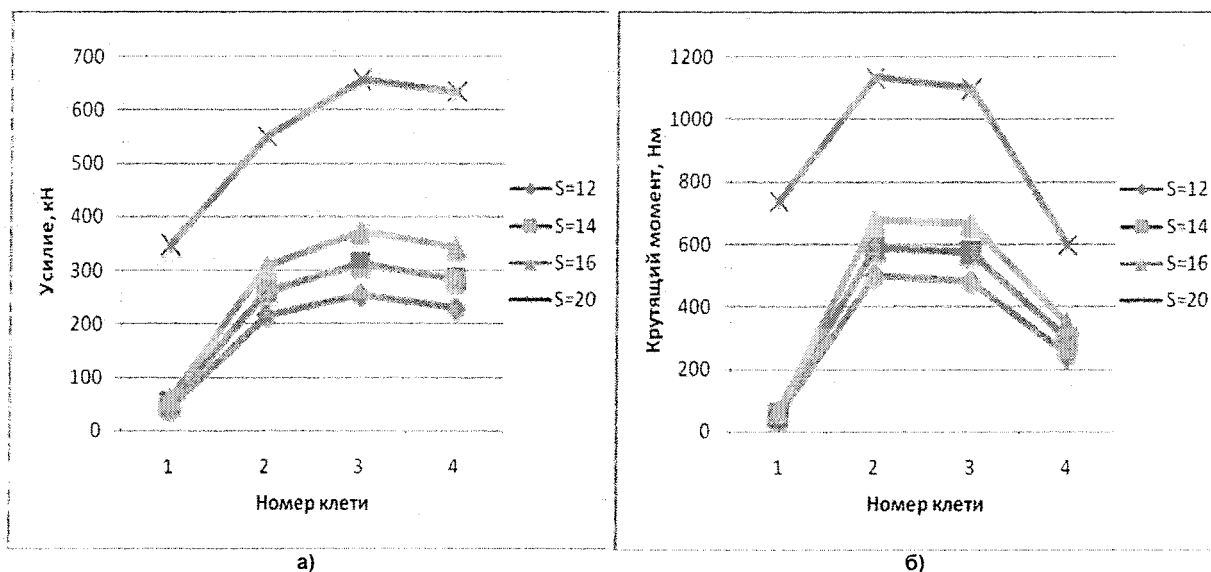 700
600
500
400
300
200
100
0
Усилие, кН
1 2 3 4
Номер клети
S=12
S=14
S=16
S=20
а)
1200
1000
800
600
400
200
0
Крутящий момент, Нм
1 2 3 4
Номер клети
S=12
S=14
S=16
S=20
б)